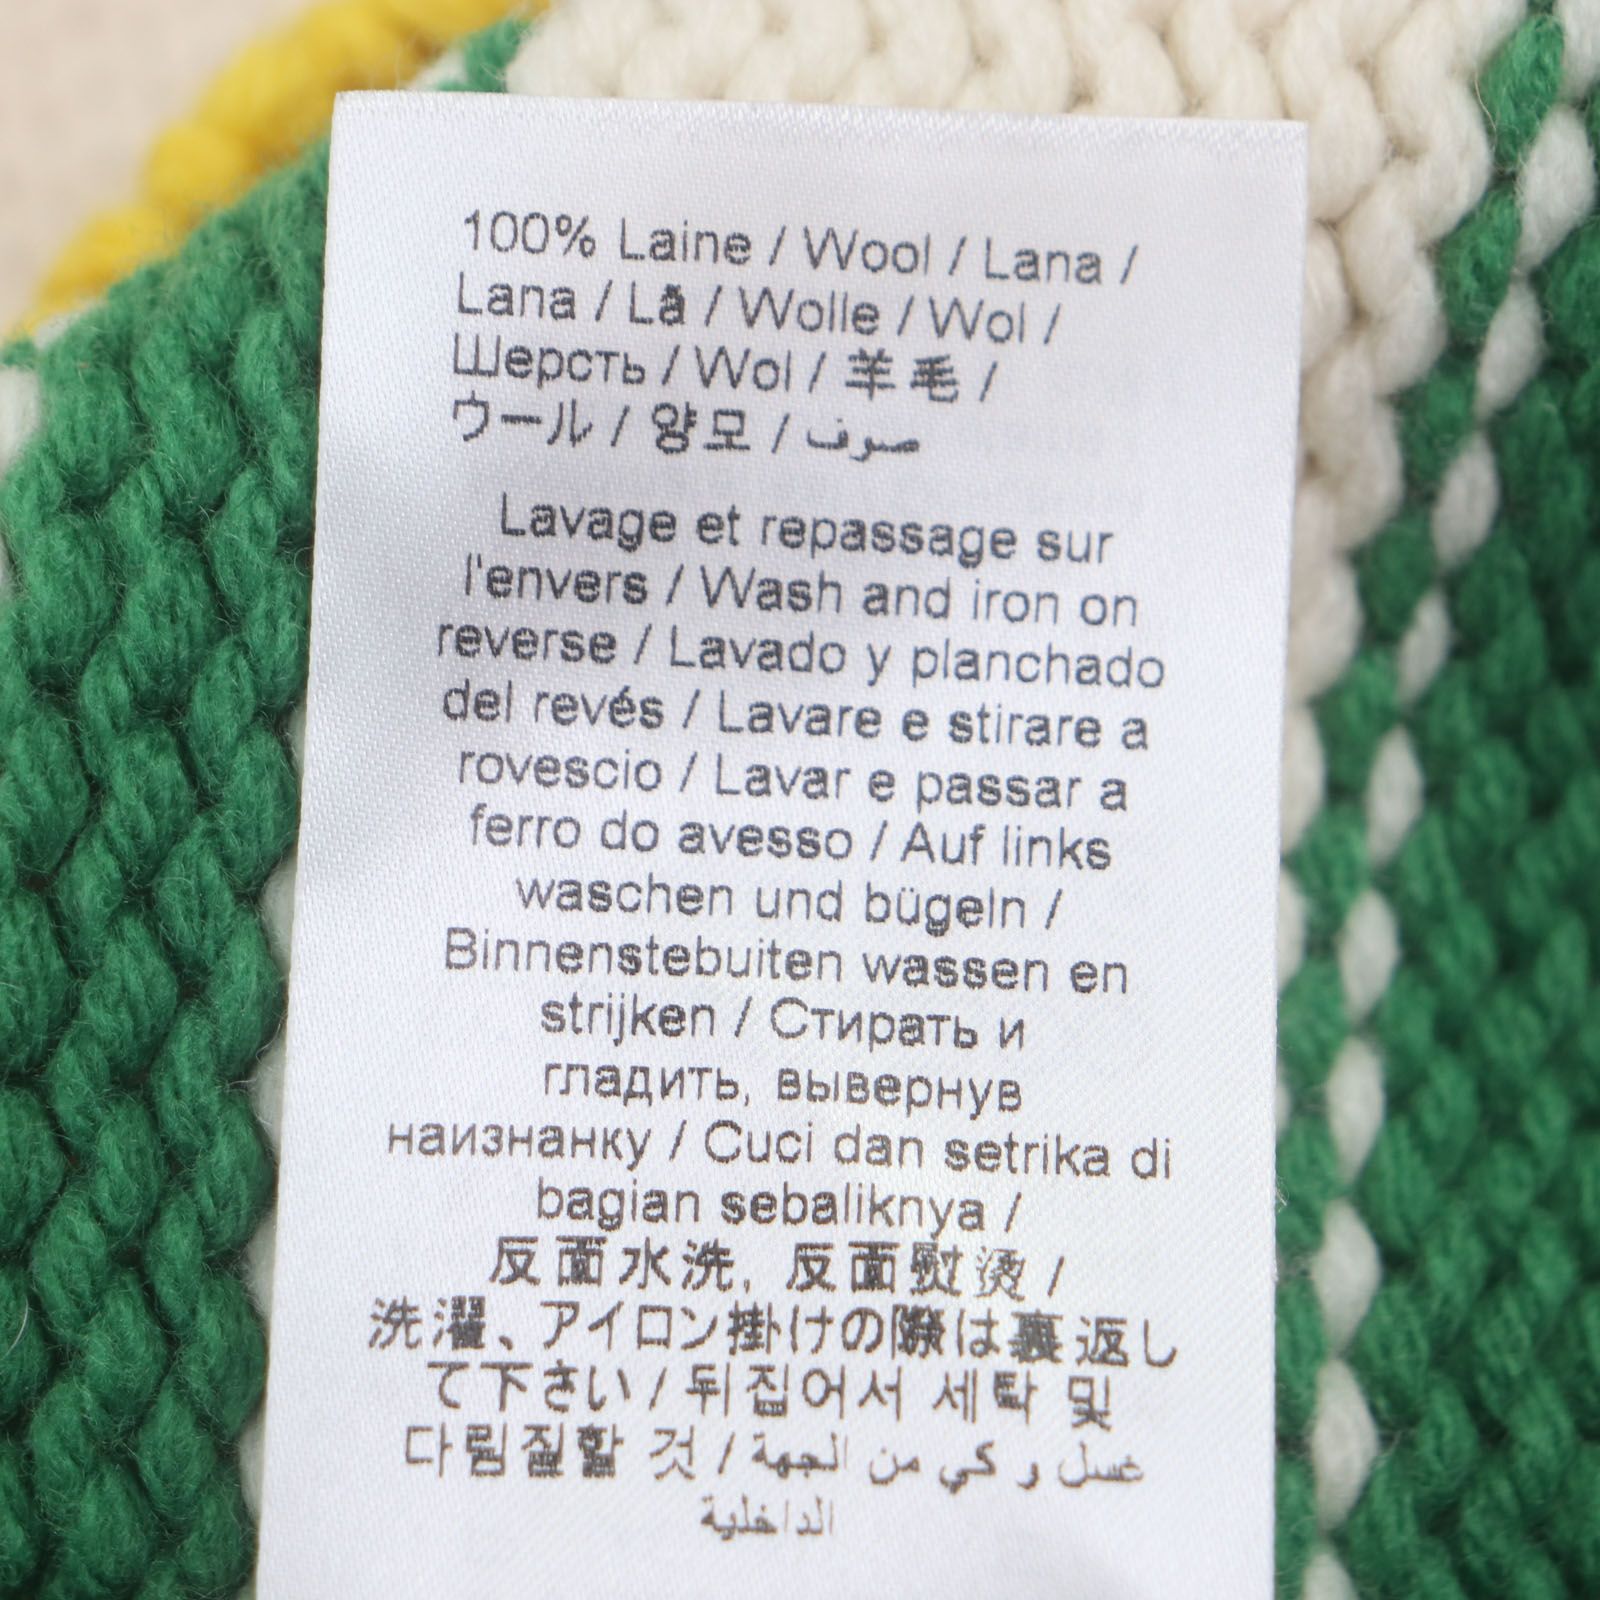 100% Laine / Wool / Lana /
Lana / Lã / Wolle / Wol /
Шерсть / Wol / 羊毛 /
ウール / 양모 / صوف
Lavage et repassage sur
l'envers / Wash and iron on
reverse / Lavado y planchado
del revés / Lavare e stirare a
rovescio / Lavar e passar a
ferro do avesso / Auf links
waschen und bügeln /
Binnenstebuiten wassen en
strijken / Стирать и
гладить, вывернув
наизнанку / Cuci dan setrika di
bagian sebaliknya /
反面水洗, 反面熨烫 /
洗濯、アイロン掛けの際は裏返し
て下さい / 뒤집어서 세탁 및
다림질할 것 / غسل و كي من الجهة
الداخلية